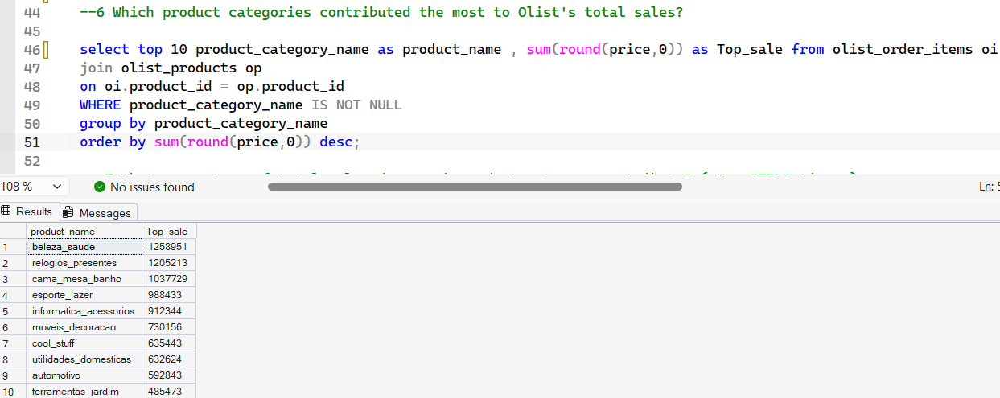 44 --6 Which product categories contributed the most to Olist's total sales?
45
46 select top 10 product_category_name as product_name , sum(round(price,0)) as Top_sale from olist_order_items oi
47 join olist_products op
48 on oi.product_id = op.product_id
49 WHERE product_category_name IS NOT NULL
50 group by product_category_name
51 order by sum(round(price,0)) desc;
52
108 % No issues found Ln:
Results Messages
product_name Top_sale
1 beleza_saude 1258951
2 relogios_presentes 1205213
3 cama_mesa_banho 1037729
4 esporte_lazer 988433
5 informatica_acessorios 912344
6 moveis_decoracao 730156
7 cool_stuff 635443
8 utilidades_domesticas 632624
9 automotivo 592843
10 ferramentas_jardim 485473